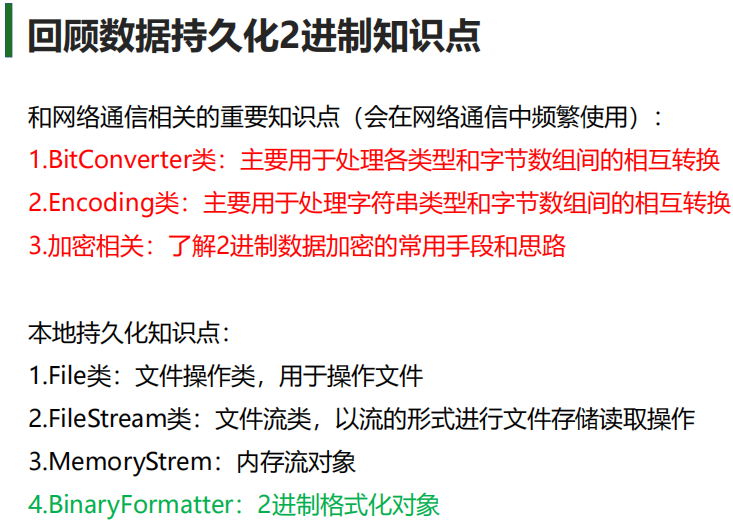 回顾数据持久化2进制知识点
和网络通信相关的重要知识点（会在网络通信中频繁使用）：
1.BitConverter类：主要用于处理各类型和字节数组间的相互转换
2.Encoding类：主要用于处理字符串类型和字节数组间的相互转换
3.加密相关：了解2进制数据加密的常用手段和思路
本地持久化知识点：
1.File类：文件操作类，用于操作文件
2.FileStream类：文件流类，以流的形式进行文件存储读取操作
3.MemoryStrem：内存流对象
4.BinaryFormatter：2进制格式化对象